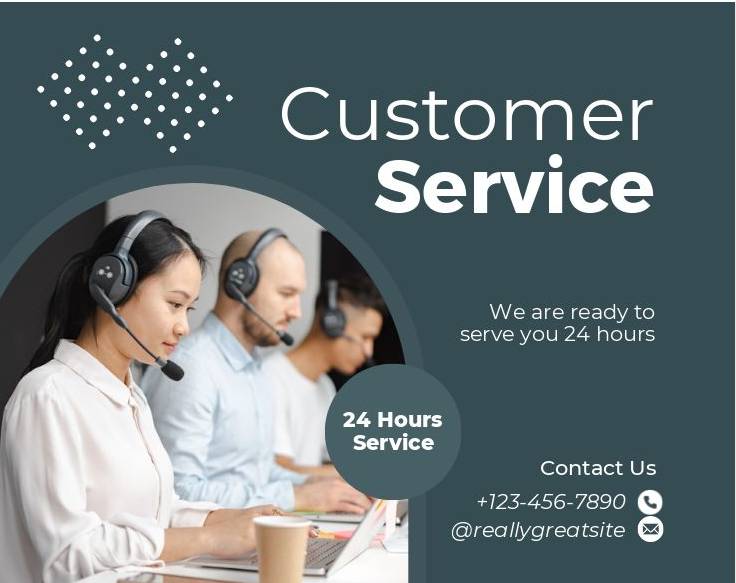 Customer
Service
We are ready to
serve you 24 hours
24 Hours
Service
Contact Us
+123-456-7890
@reallygreatsite